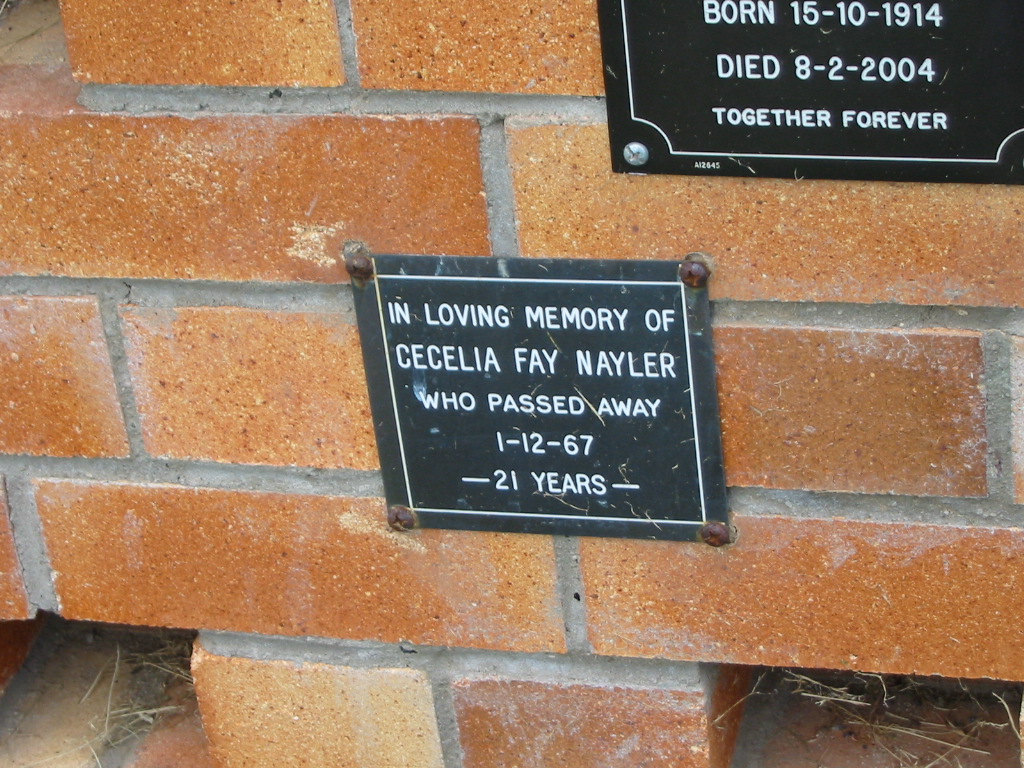 BORN 15-10-1914
DIED 8-2-2004
TOGETHER FOREVER
A12645
IN LOVING MEMORY OF
CECELIA FAY NAYLER
WHO PASSED AWAY
1-12-67
—21 YEARS—